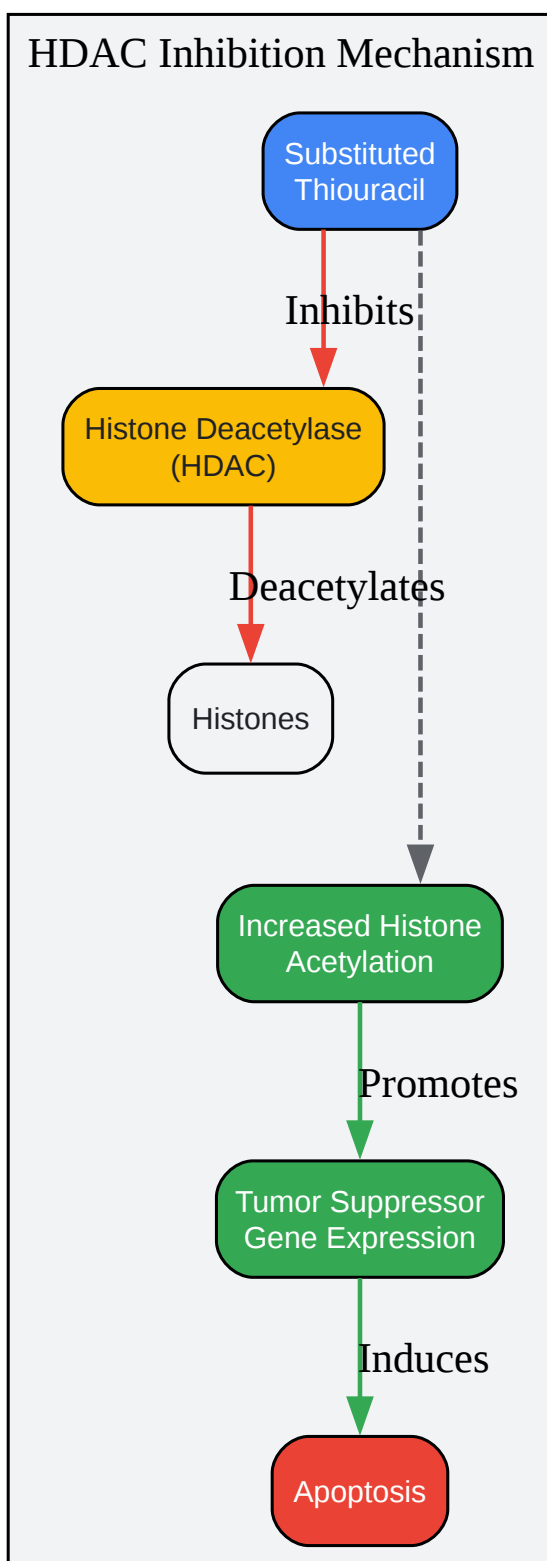 HDAC Inhibition Mechanism
Substituted
Thiouracil
Inhibits
Histone Deacetylase
(HDAC)
Deacetylates
Histones
Increased Histone
Acetylation
Promotes
Tumor Suppressor
Gene Expression
Induces
Apoptosis